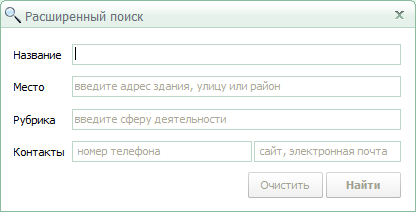 Расширенный поиск
Название
Место введите адрес здания, улицу или район
Рубрика введите сферу деятельности
Контакты номер телефона сайт, электронная почта
Очистить Найти